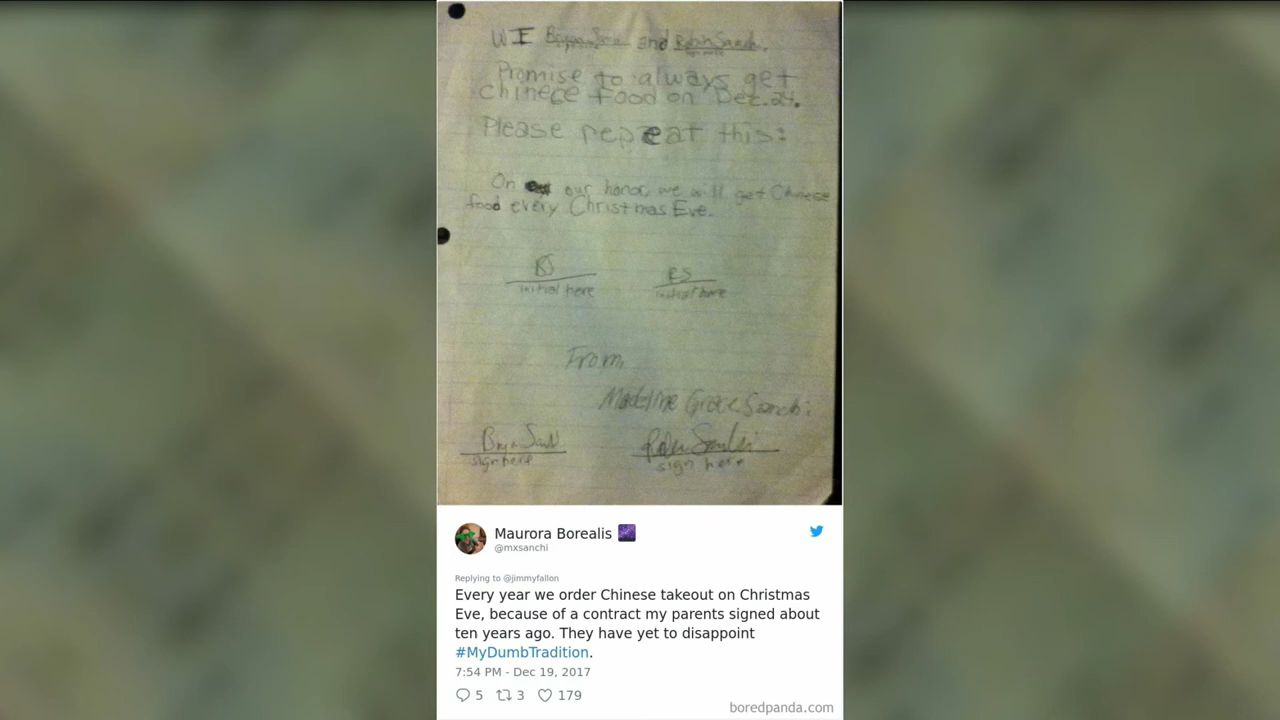 WI Bryan Sanc and Robin Sanchi,
Promise to always get
chinece food on Dec. 24.
Please repeat this:
On our honor, we will get Chinese
food every Christmas Eve.
BS RS
initial here initial here
From,
Madeline Grace Sanchi
sign here sign here
Maurora Borealis
@mxsanchi
Replying to @jimmyfallon
Every year we order Chinese takeout on Christmas
Eve, because of a contract my parents signed about
ten years ago. They have yet to disappoint
#MyDumbTradition.
7:54 PM - Dec 19, 2017
5 3 179
boredpanda.com